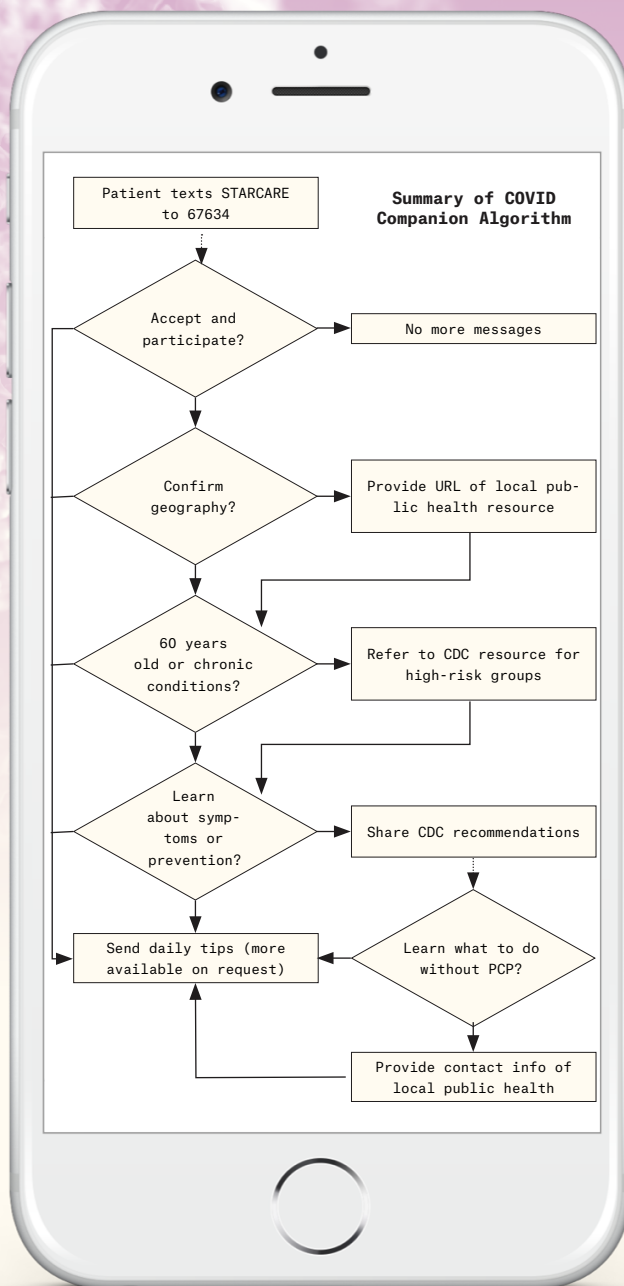 Patient texts STARCARE
to 67634
Summary of COVID
Companion Algorithm
Accept and
participate?
No more messages
Confirm
geography?
Provide URL of local pub-
lic health resource
60 years
old or chronic
conditions?
Refer to CDC resource for
high-risk groups
Learn
about symp-
toms or
prevention?
Share CDC recommendations
Send daily tips (more
available on request)
Learn what to do
without PCP?
Provide contact info of
local public health